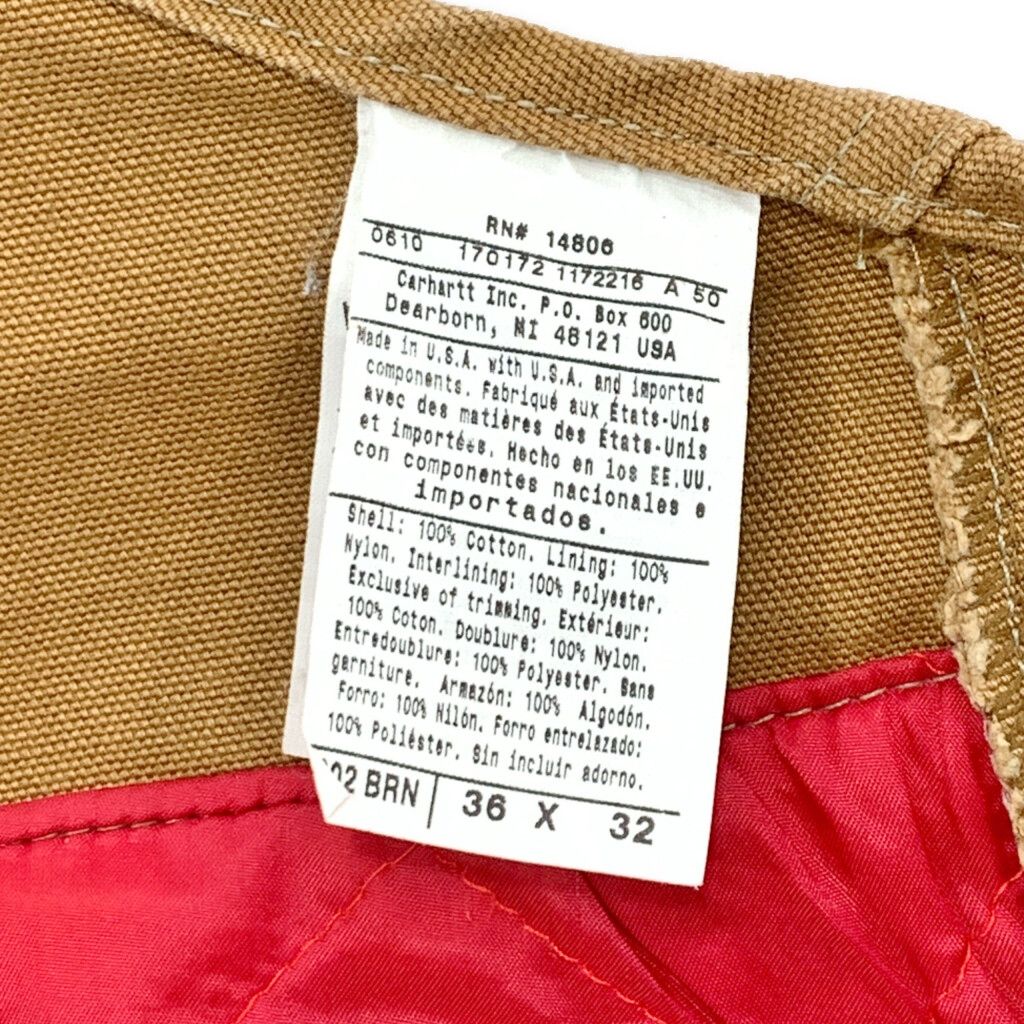 RN# 14806
0610 170172 1172216 A 50
Carhartt Inc. P.O. Box 600
Dearborn, MI 48121 USA
Made in U.S.A. with U.S.A. and imported
components. Fabriqué aux États-Unis
avec des matières des États-Unis
et importées. Hecho en los EE.UU.
con componentes nacionales e
importados.
Shell: 100% Cotton. Lining: 100%
Nylon. Interlining: 100% Polyester.
Exclusive of trimming. Extérieur:
100% Coton. Doublure: 100% Nylon.
Entredoublure: 100% Polyester. Sans
garniture. Armazón: 100% Algodón.
Forro: 100% Nilón. Forro entrelazado:
100% Poliéster. Sin incluir adorno.
02 BRN 36 X 32